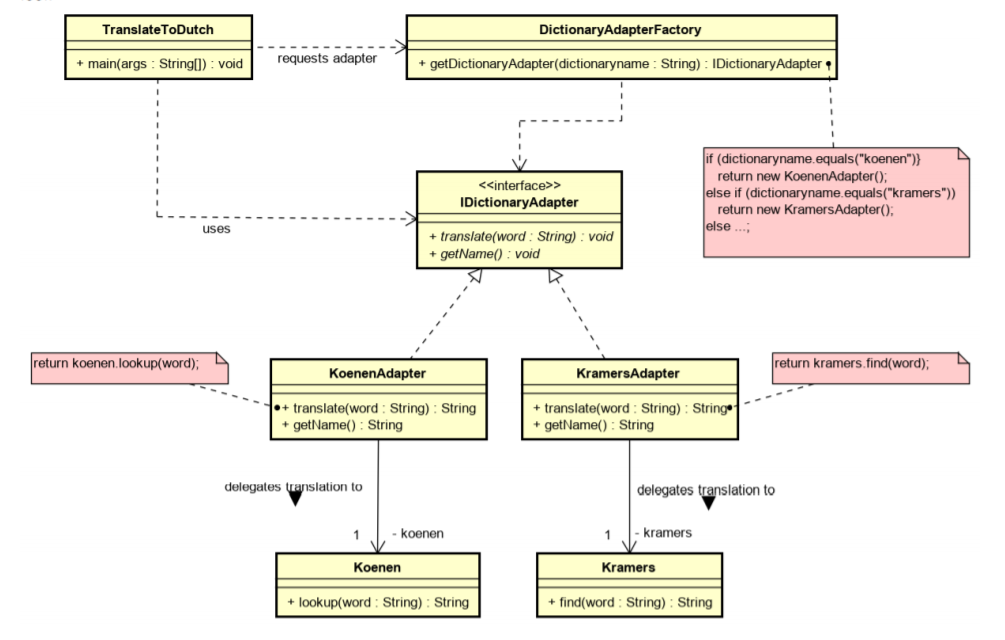 TranslateToDutch
+ main(args : String[]) : void
requests adapter
DictionaryAdapterFactory
+ getDictionaryAdapter(dictionaryname : String) : IDictionaryAdapter
if (dictionaryname.equals("koenen")}
return new KoenenAdapter();
else if (dictionaryname.equals("kramers"))
return new KramersAdapter();
else ...;
<<interface>>
IDictionaryAdapter
+ translate(word : String) : void
+ getName() : void
uses
return koenen.lookup(word);
KoenenAdapter
+ translate(word : String) : String
+ getName() : String
KramersAdapter
+ translate(word : String) : String
+ getName() : String
return kramers.find(word);
delegates translation to
1
- koenen
delegates translation to
1
- kramers
Koenen
+ lookup(word : String) : String
Kramers
+ find(word : String) : String